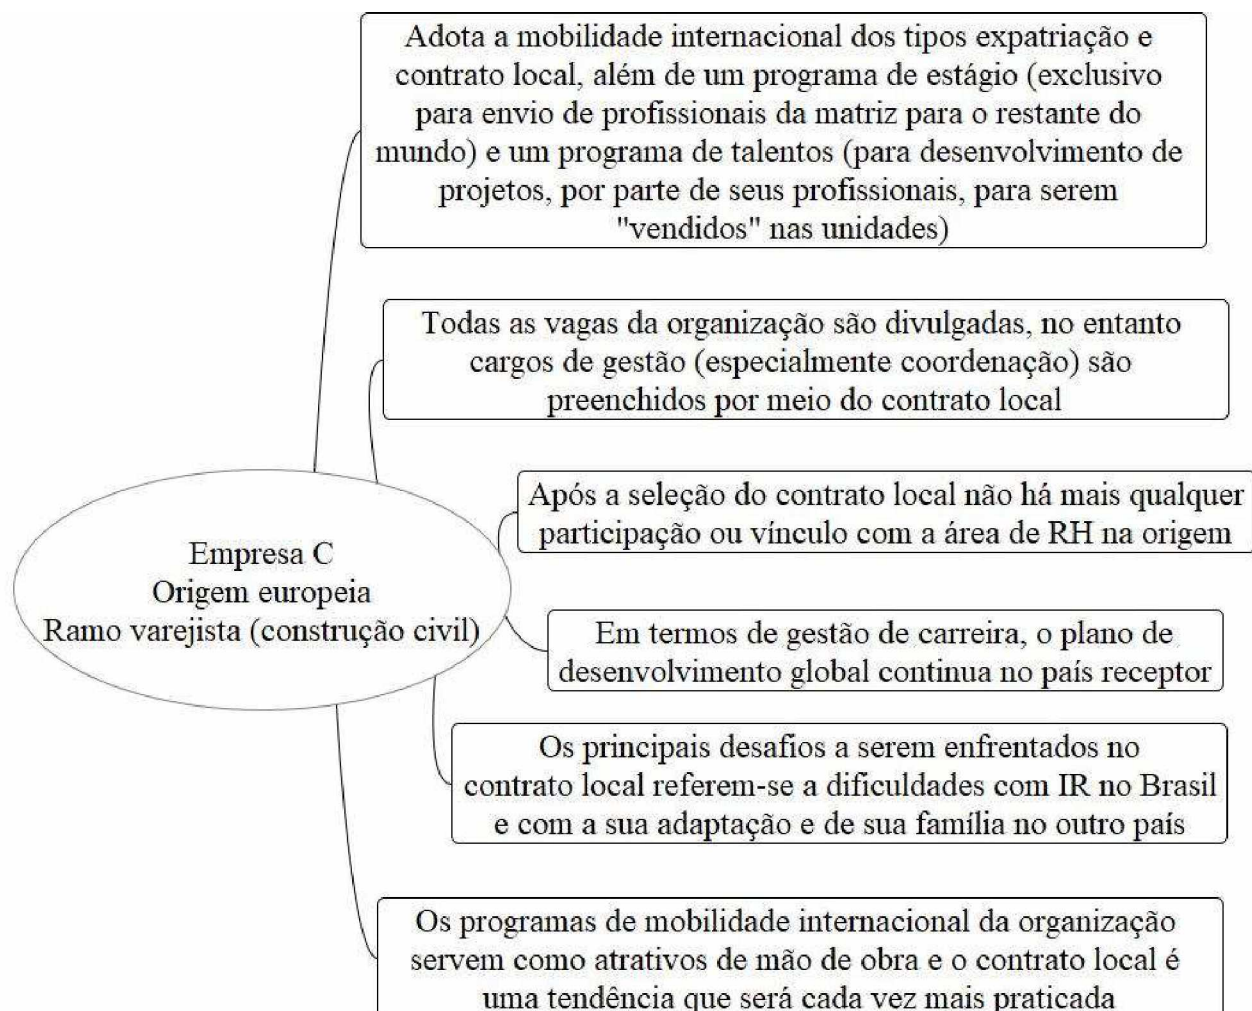 Adota a mobilidade internacional dos tipos expatriação e
contrato local, além de um programa de estágio (exclusivo
para envio de profissionais da matriz para o restante do
mundo) e um programa de talentos (para desenvolvimento de
projetos, por parte de seus profissionais, para serem
"vendidos" nas unidades)
Todas as vagas da organização são divulgadas, no entanto
cargos de gestão (especialmente coordenação) são
preenchidos por meio do contrato local
Após a seleção do contrato local não há mais qualquer
participação ou vínculo com a área de RH na origem
Empresa C
Origem europeia
Ramo varejista (construção civil)
Em termos de gestão de carreira, o plano de
desenvolvimento global continua no país receptor
Os principais desafios a serem enfrentados no
contrato local referem-se a dificuldades com IR no Brasil
e com a sua adaptação e de sua família no outro país
Os programas de mobilidade internacional da organização
servem como atrativos de mão de obra e o contrato local é
uma tendência que será cada vez mais praticada